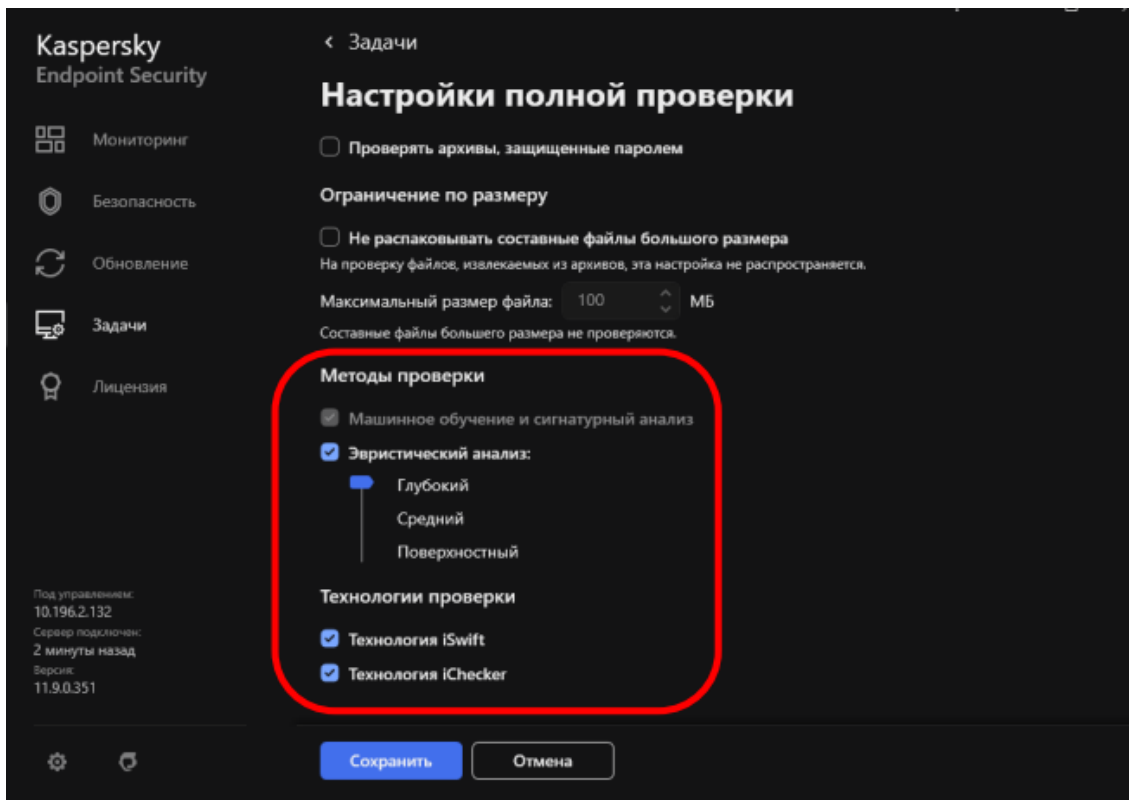 Kaspersky
Endpoint Security
Мониторинг
Безопасность
Обновление
Задачи
Лицензия
Под управлением:
10.196.2.132
Сервер подключен:
2 минуты назад
Версия:
11.9.0.351
Задачи
Настройки полной проверки
Проверять архивы, защищенные паролем
Ограничение по размеру
Не распаковывать составные файлы большого размера
На проверку файлов, извлекаемых из архивов, эта настройка не распространяется.
Максимальный размер файла: 100 МБ
Составные файлы большего размера не проверяются.
Методы проверки
Машинное обучение и сигнатурный анализ
Эвристический анализ:
Глубокий
Средний
Поверхностный
Технологии проверки
Технология iSwift
Технология iChecker
Сохранить Отмена